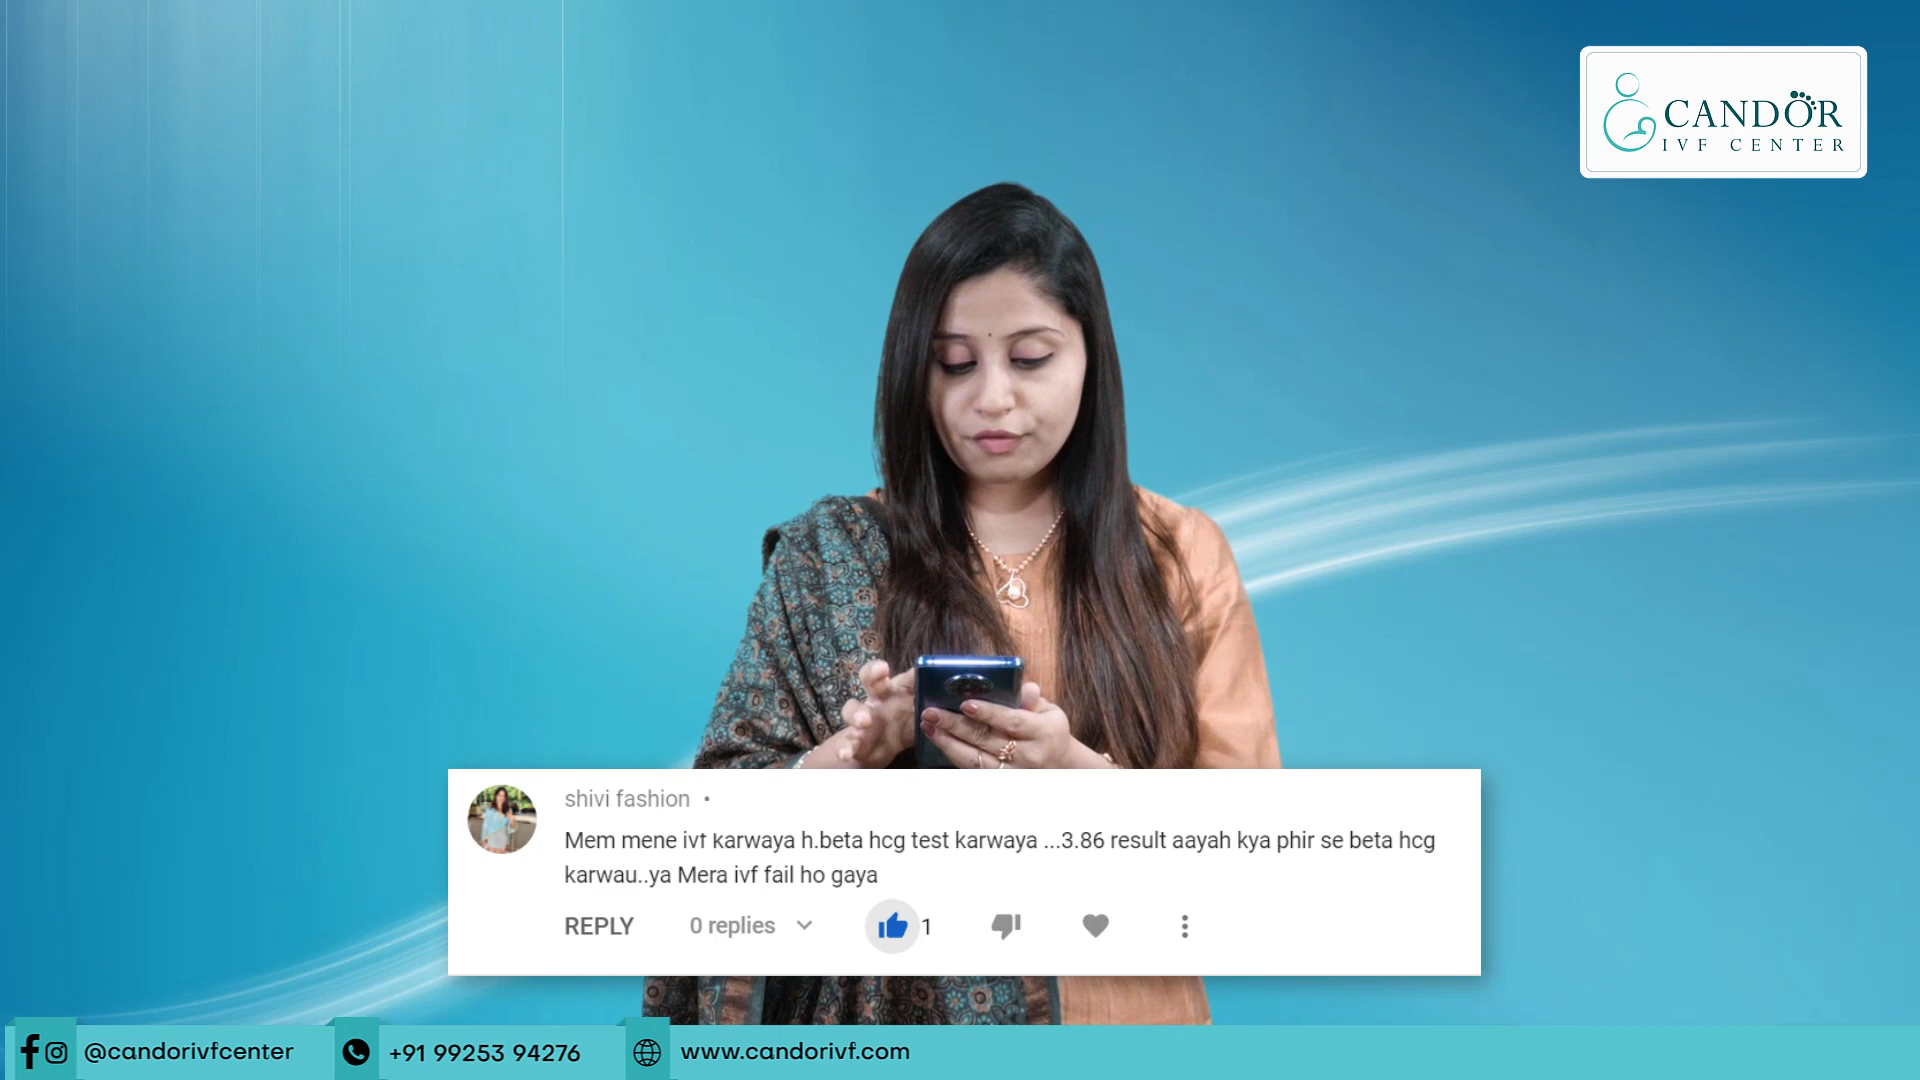 CANDOR
IVF CENTER
shivi fashion •
Mem mene ivf karwaya h.beta hcg test karwaya ...3.86 result aayah kya phir se beta hcg
karwau..ya Mera ivf fail ho gaya
REPLY 0 replies 1
@candorivfcenter +91 99253 94276 www.candorivf.com